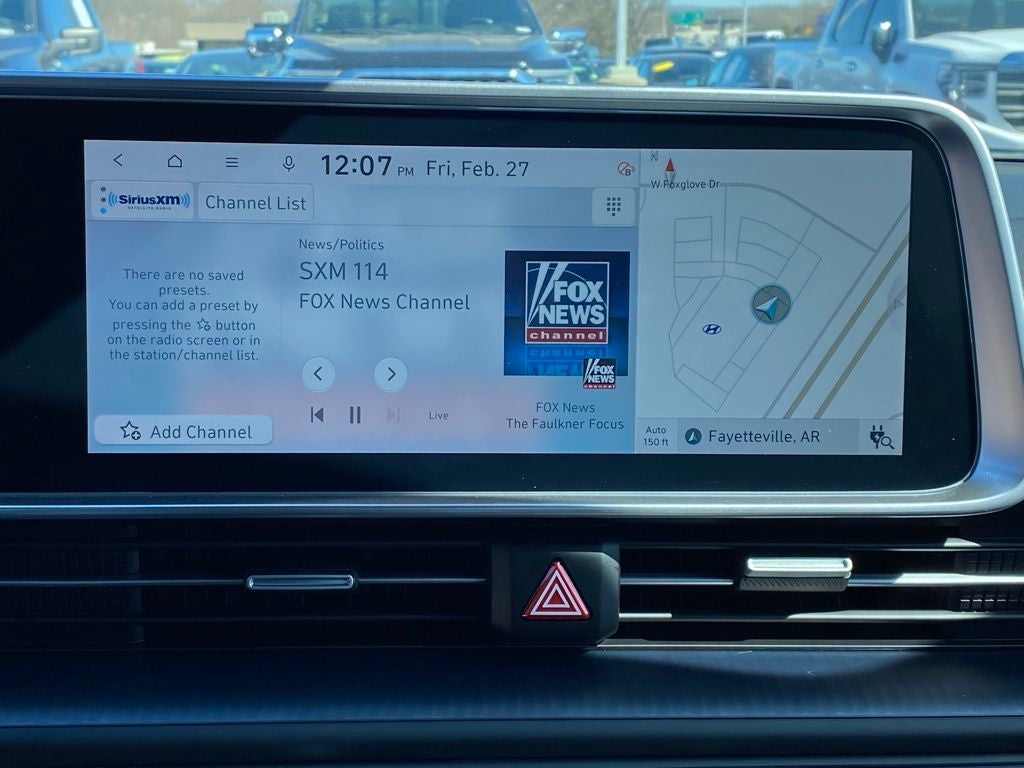 12:07 PM Fri, Feb. 27
SiriusXM
SATELLITE RADIO
Channel List
There are no saved
presets.
You can add a preset by
pressing the button
on the radio screen or in
the station/channel list.
Add Channel
News/Politics
SXM 114
FOX News Channel
Live
FOX
NEWS
channel
FOX
NEWS
channel
FOX News
The Faulkner Focus
N
W Foxglove Dr
Auto
150 ft
Fayetteville, AR